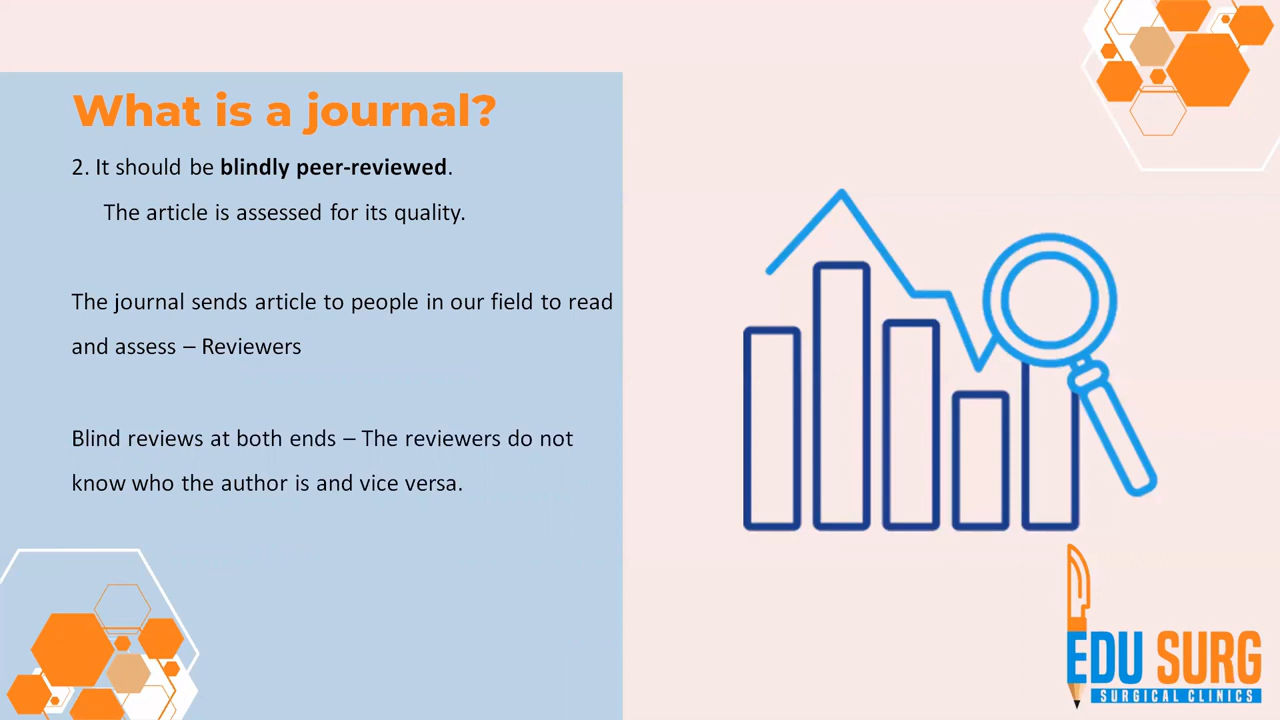 What is a journal?
2. It should be blindly peer-reviewed.
The article is assessed for its quality.
The journal sends article to people in our field to read
and assess – Reviewers
Blind reviews at both ends – The reviewers do not
know who the author is and vice versa.
EDU SURG
SURGICAL CLINICS